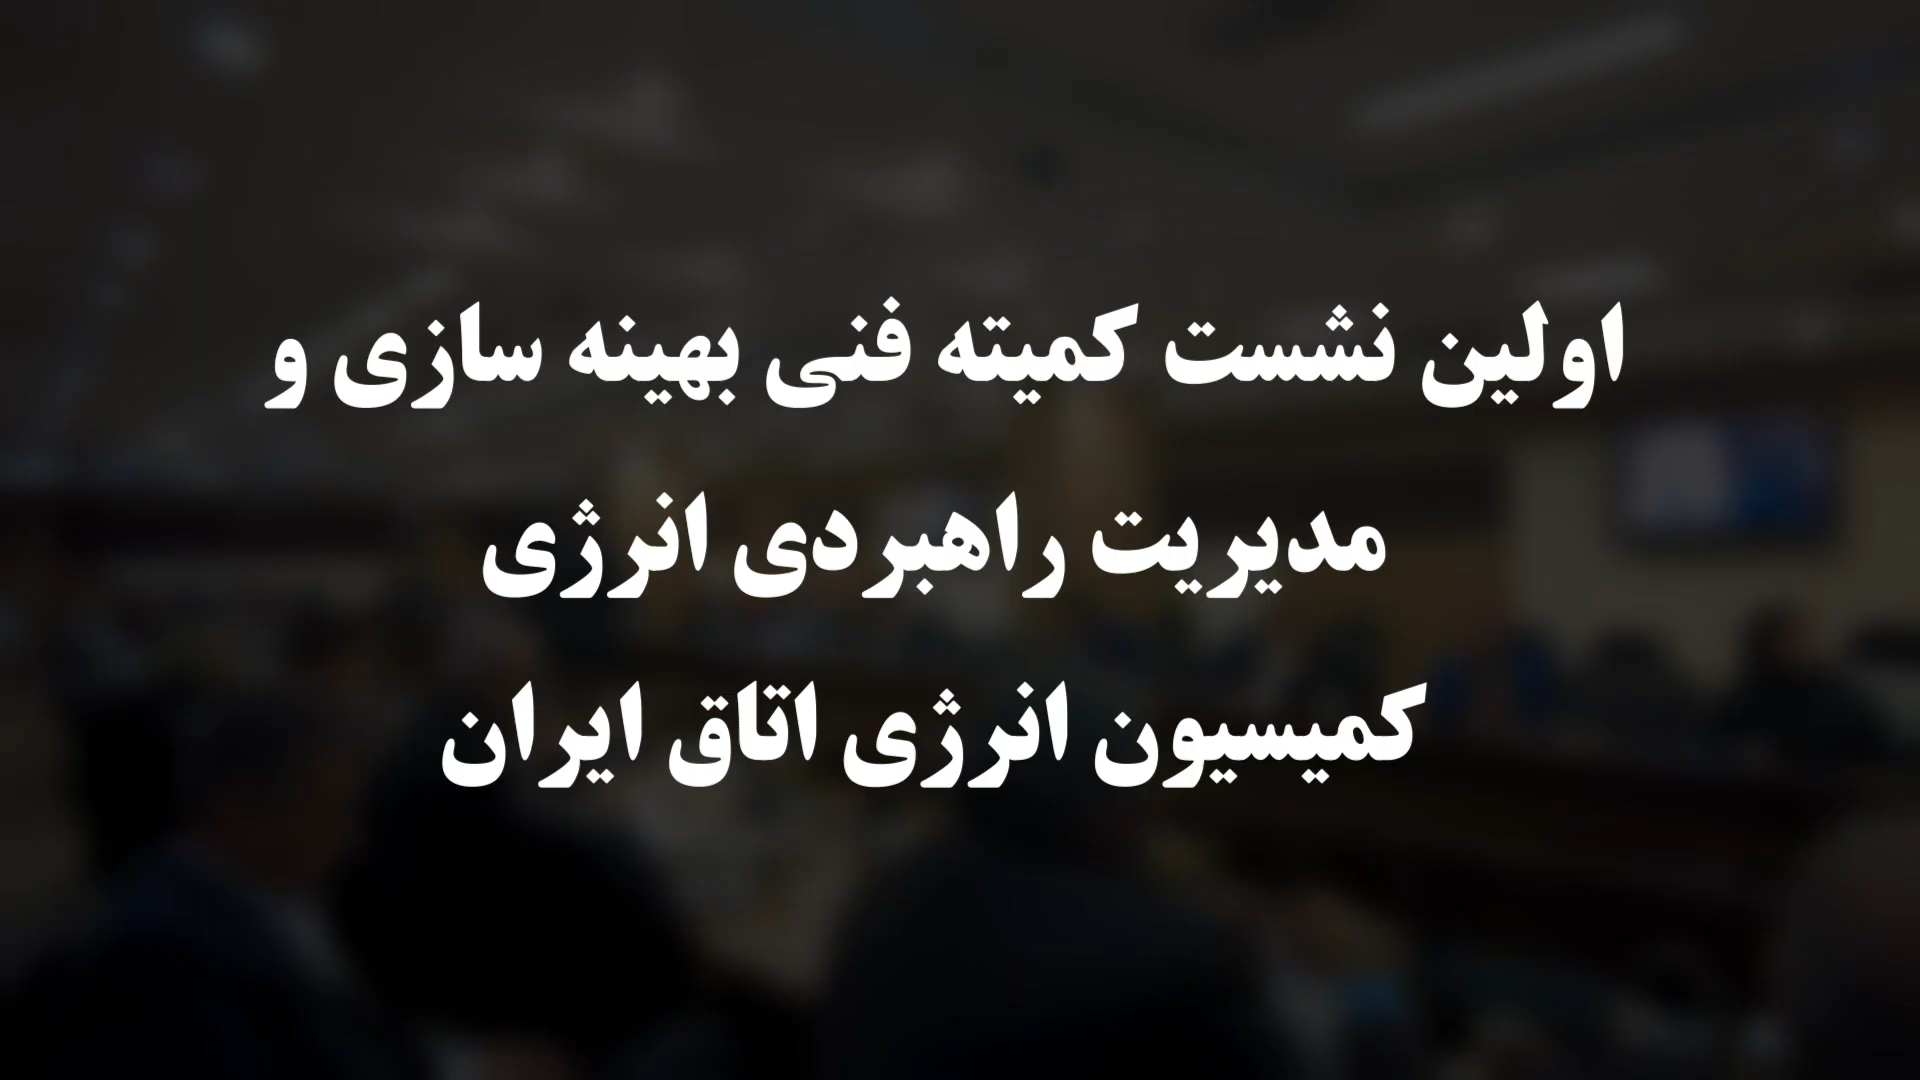 اولین نشست کمیته فنی بهینه سازی و
مدیریت راهبردی انرژی
کمیسیون انرژی اتاق ایران